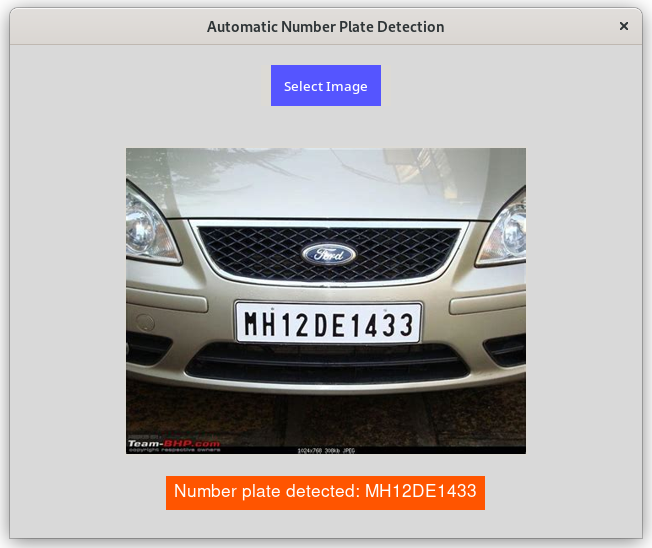 Automatic Number Plate Detection
×
Select Image
Ford
MH12DE1433
Team-BHP.com
copyright respective owners
1024x768 300kb JPEG
Number plate detected: MH12DE1433